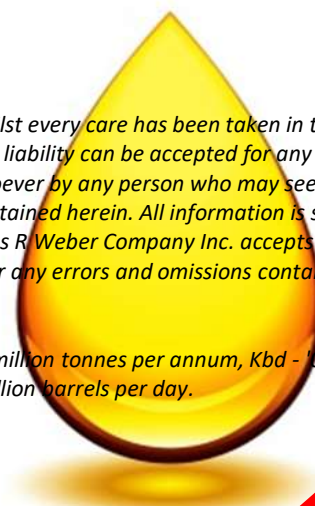 lst every care has been taken in t
liability can be accepted for any
ever by any person who may see
tained herein. All information is s
s R Weber Company Inc. accepts
r any errors and omissions conta
million tonnes per annum, Kbd - '
llion barrels per day.